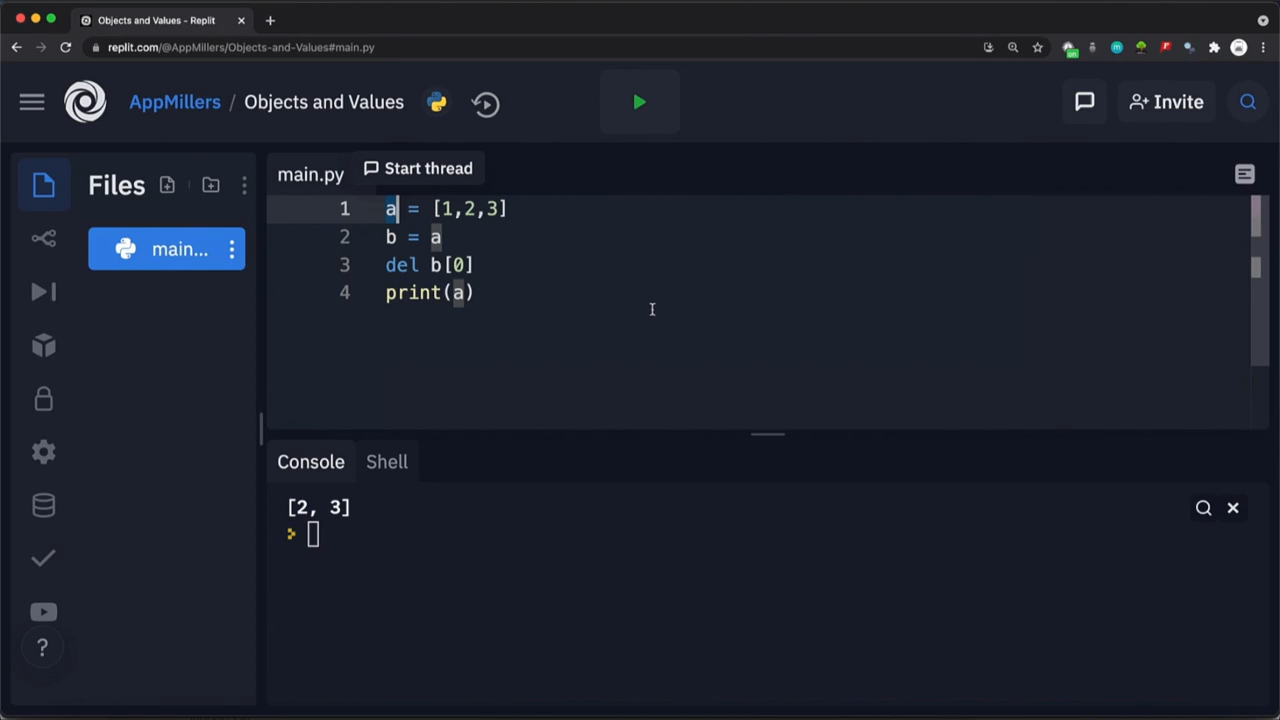 Objects and Values - Replit
replit.com/@AppMillers/Objects-and-Values#main.py
AppMillers / Objects and Values
Invite
Files
main.py
Start thread
main...
1 a = [1,2,3]
2 b = a
3 del b[0]
4 print(a)
Console Shell
[2, 3]
?